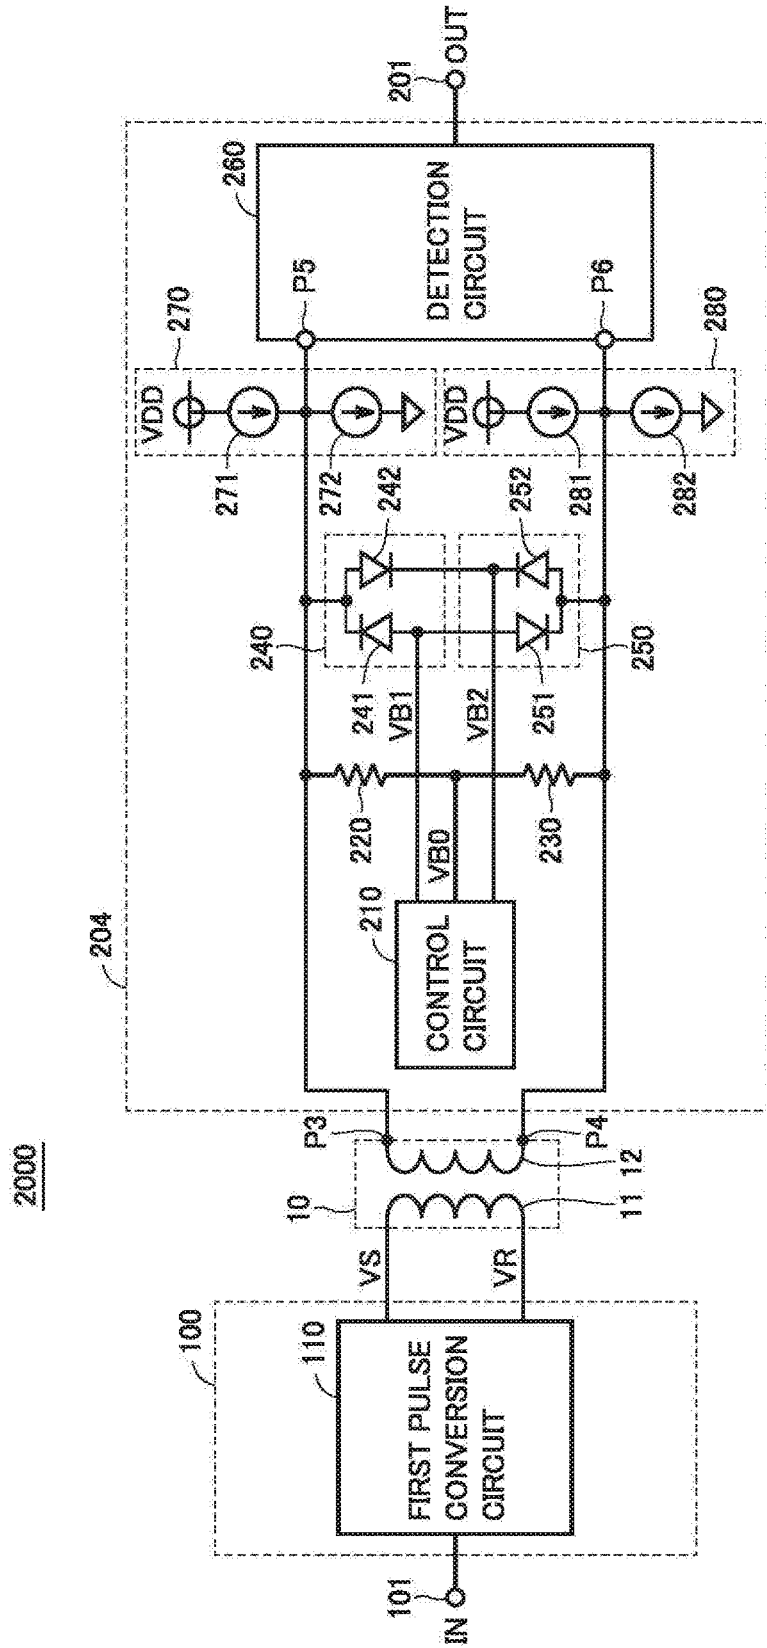 2000
IN
101
100
110
FIRST PULSE
CONVERSION
CIRCUIT
VS
VR
10
11
12
P3
P4
204
210
CONTROL
CIRCUIT
VB0
VB1
VB2
220
230
240
241
242
250
251
252
270
VDD
271
272
280
VDD
281
282
P5
P6
260
DETECTION
CIRCUIT
201
OUT